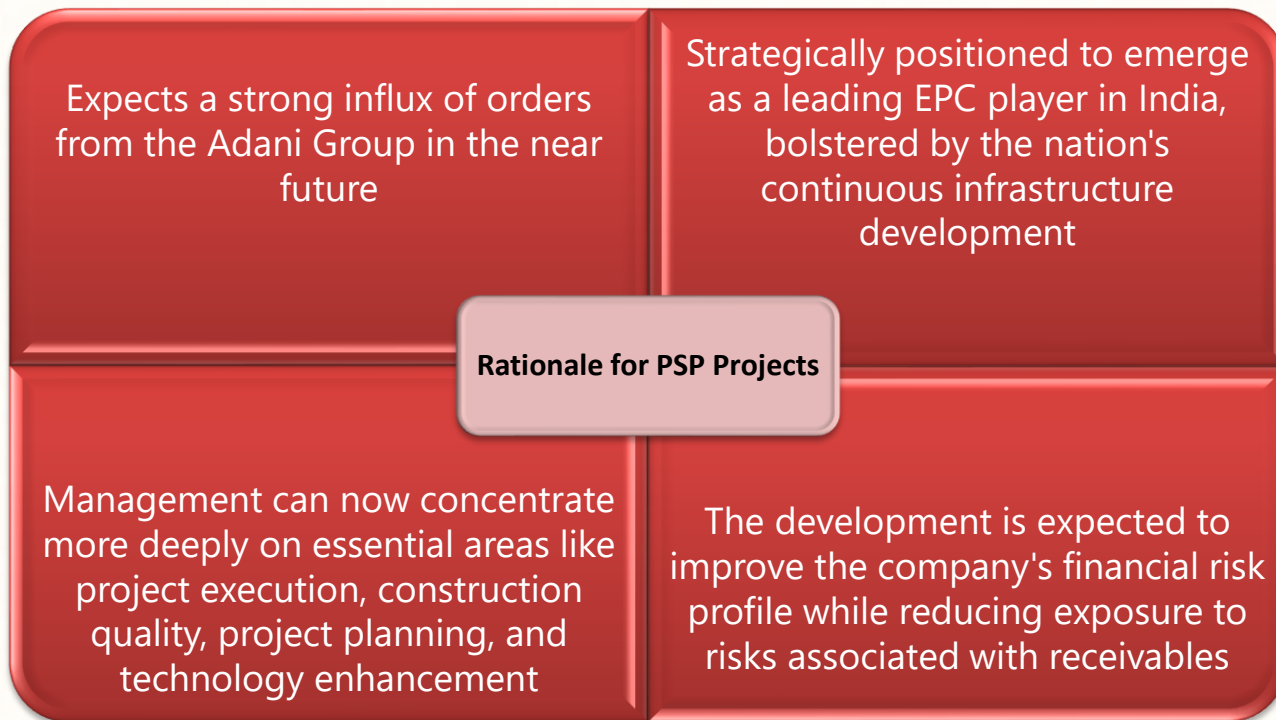 Expects a strong influx of orders
from the Adani Group in the near
future
Strategically positioned to emerge
as a leading EPC player in India,
bolstered by the nation's
continuous infrastructure
development
Rationale for PSP Projects
Management can now concentrate
more deeply on essential areas like
project execution, construction
quality, project planning, and
technology enhancement
The development is expected to
improve the company's financial risk
profile while reducing exposure to
risks associated with receivables